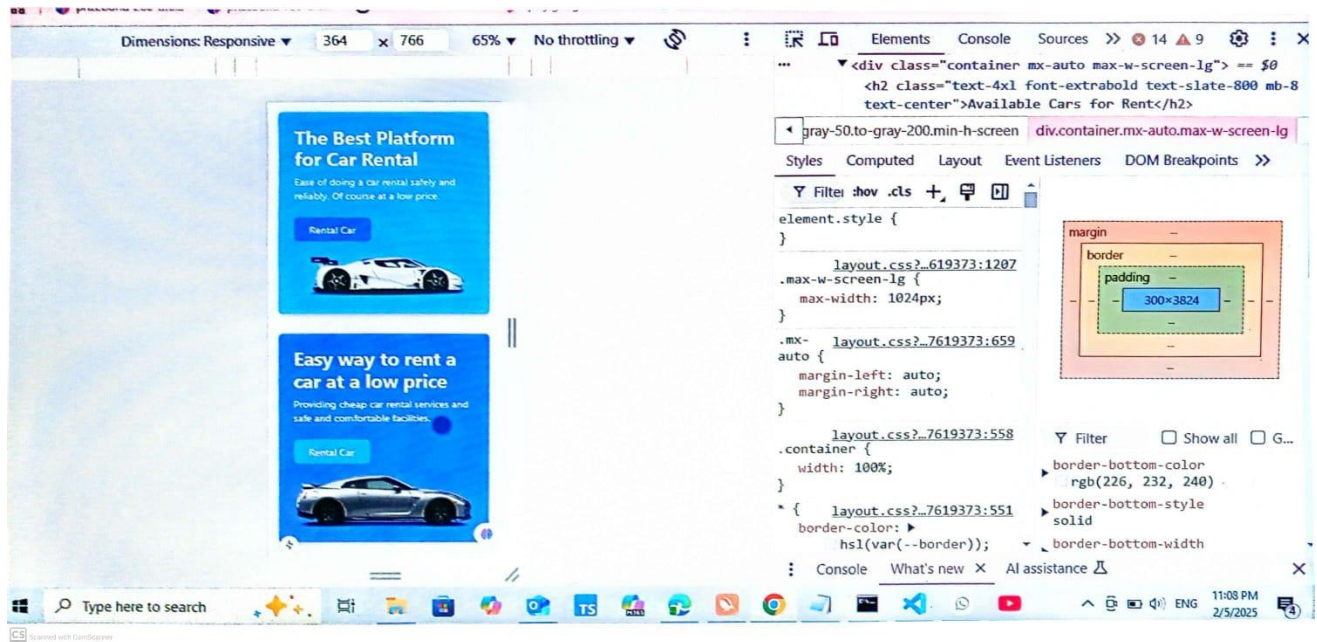 Dimensions: Responsive ▼ 364 x 766 65% ▼ No throttling ▼
Elements Console Sources >> 14 9
<div class="container mx-auto max-w-screen-lg"> == $0
<h2 class="text-4xl font-extrabold text-slate-800 mb-8
text-center">Available Cars for Rent</h2>
gray-50.to-gray-200.min-h-screen div.container.mx-auto.max-w-screen-lg
Styles Computed Layout Event Listeners DOM Breakpoints >>
Filter :hov .cls
element.style {
}
layout.css?…619373:1207
.max-w-screen-lg {
max-width: 1024px;
}
.mx- layout.css?…7619373:659
auto {
margin-left: auto;
margin-right: auto;
}
layout.css?…7619373:558
.container {
width: 100%;
}
* { layout.css?…7619373:551
border-color: ▶
hsl(var(--border));
margin –
border –
padding –
300×3824
Filter Show all G...
border-bottom-color
rgb(226, 232, 240)
border-bottom-style
solid
border-bottom-width
The Best Platform
for Car Rental
Ease of doing a car rental safely and
reliably. Of course at a low price.
Rental Car
Easy way to rent a
car at a low price
Providing cheap car rental services and
safe and comfortable facilities.
Rental Car
Console What's new × AI assistance
Type here to search
TS
M365
ENG
11:08 PM
2/5/2025
4
CS Scanned with CamScanner